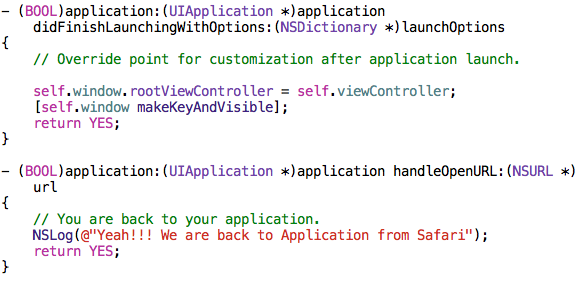 - (BOOL)application:(UIApplication *)application
didFinishLaunchingWithOptions:(NSDictionary *)launchOptions
{
// Override point for customization after application launch.
self.window.rootViewController = self.viewController;
[self.window makeKeyAndVisible];
return YES;
}
- (BOOL)application:(UIApplication *)application handleOpenURL:(NSURL *)
url
{
// You are back to your application.
NSLog(@"Yeah!!! We are back to Application from Safari");
return YES;
}